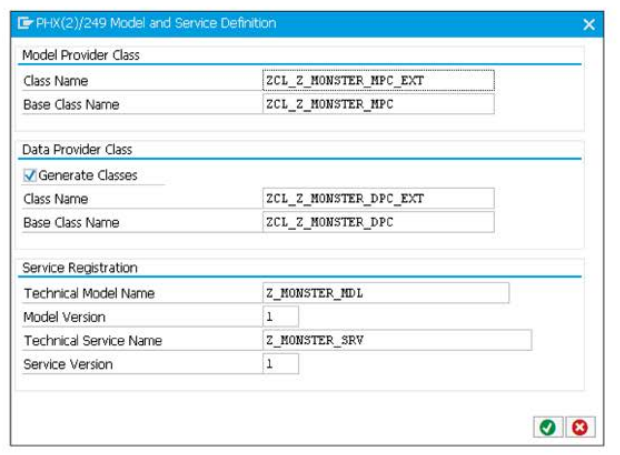 PHX(2)/249 Model and Service Definition
Model Provider Class
Class Name ZCL_Z_MONSTER_MPC_EXT
Base Class Name ZCL_Z_MONSTER_MPC
Data Provider Class
Generate Classes
Class Name ZCL_Z_MONSTER_DPC_EXT
Base Class Name ZCL_Z_MONSTER_DPC
Service Registration
Technical Model Name Z_MONSTER_MDL
Model Version 1
Technical Service Name Z_MONSTER_SRV
Service Version 1